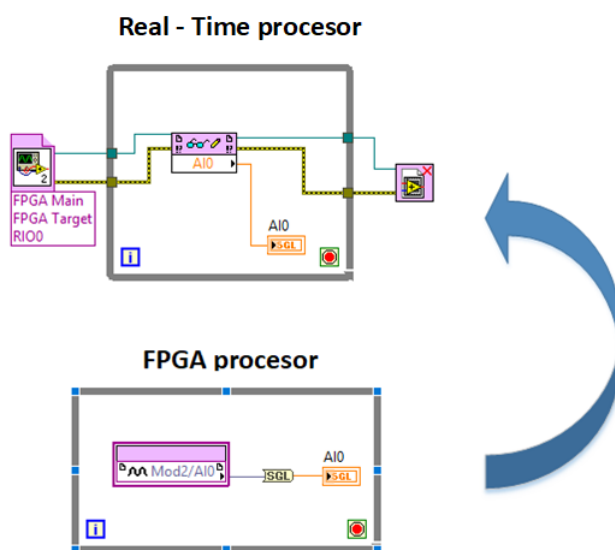 Real - Time procesor
AI0
2
FPGA Main
FPGA Target
RIO0
AI0
SGL
i
FPGA procesor
Mod2/AI0
SGL
AI0
SGL
i